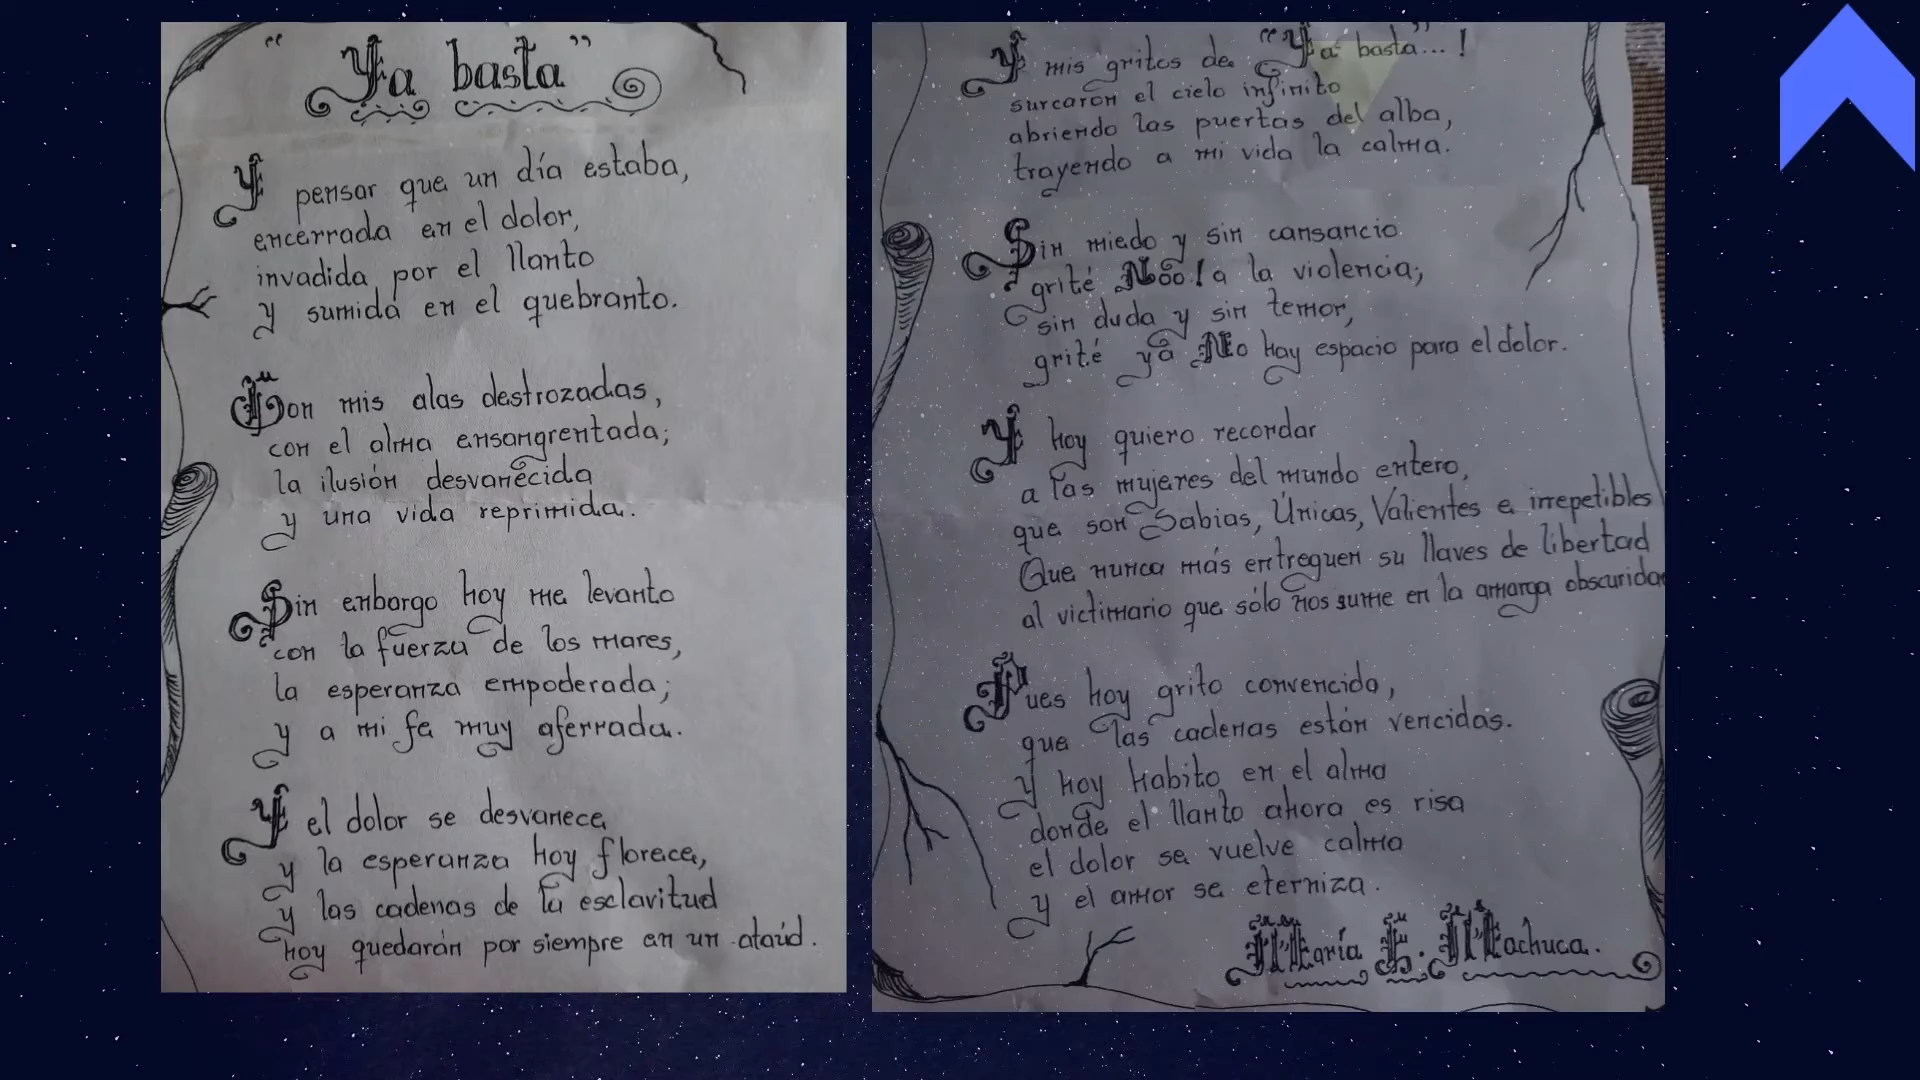 "Ya basta"
Y pensar que un día estaba,
encerrada en el dolor,
invadida por el llanto
y sumida en el quebranto.
Con mis alas destrozadas,
con el alma ensangrentada;
la ilusión desvanecida
y una vida reprimida.
Sin embargo hoy me levanto
con la fuerza de los mares,
la esperanza empoderada;
y a mi fe muy aferrada.
Y el dolor se desvanece
y la esperanza hoy florece,
y las cadenas de la esclavitud
hoy quedarán por siempre en un ataúd.
Y mis gritos de "Ya basta"...!
surcaron el cielo infinito
abriendo las puertas del alba,
trayendo a mi vida la calma.
Sin miedo y sin cansancio
grité Nóo! a la violencia;
sin duda y sin temor,
grité ya No hay espacio para el dolor.
Y hoy quiero recordar
a las mujeres del mundo entero,
que son Sabias, Únicas, Valientes e irrepetibles
Que nunca más entreguen su llaves de libertad
al victimario que sólo nos sume en la amarga obscuridad
Pues hoy grito convencida,
que las cadenas están vencidas.
y hoy habito en el alma
donde el llanto ahora es risa
el dolor se vuelve calma
y el amor se eterniza.
María E. Machuca.